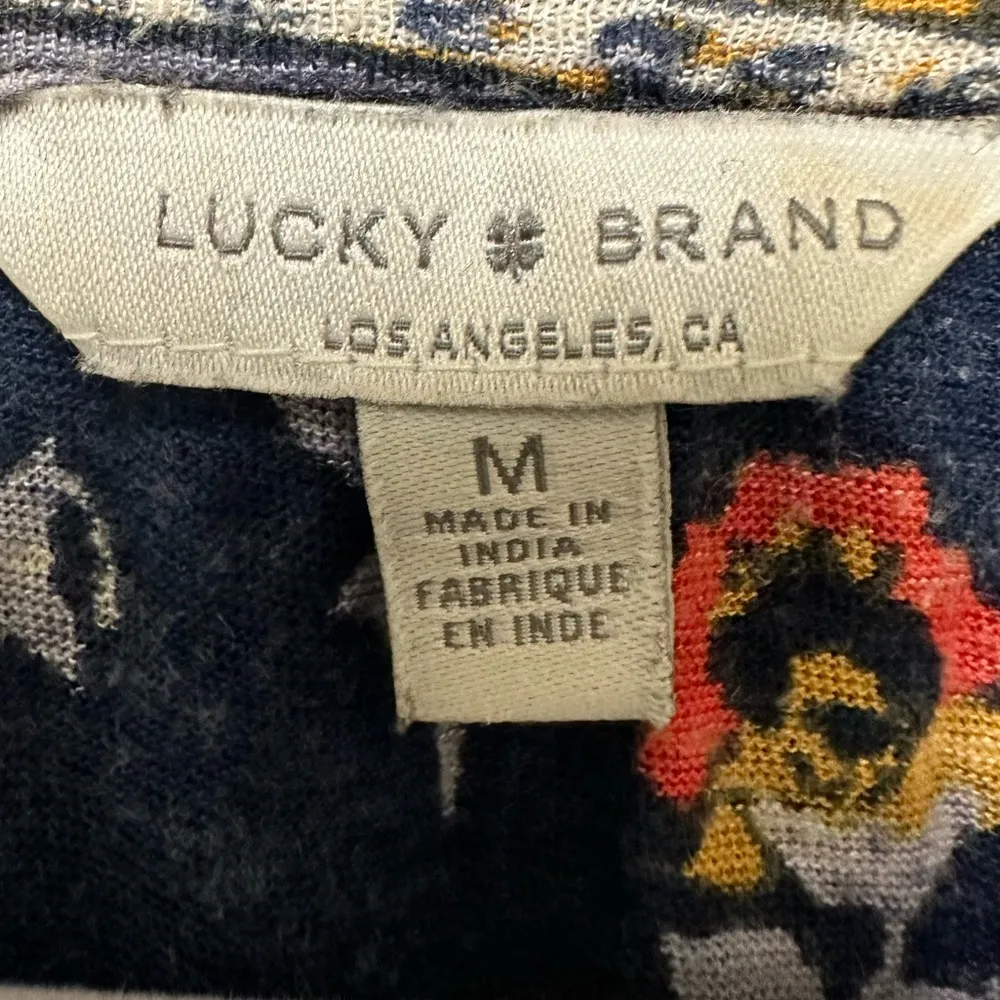 LUCKY BRAND
LOS ANGELES, CA
M
MADE IN
INDIA
FABRIQUE
EN INDE